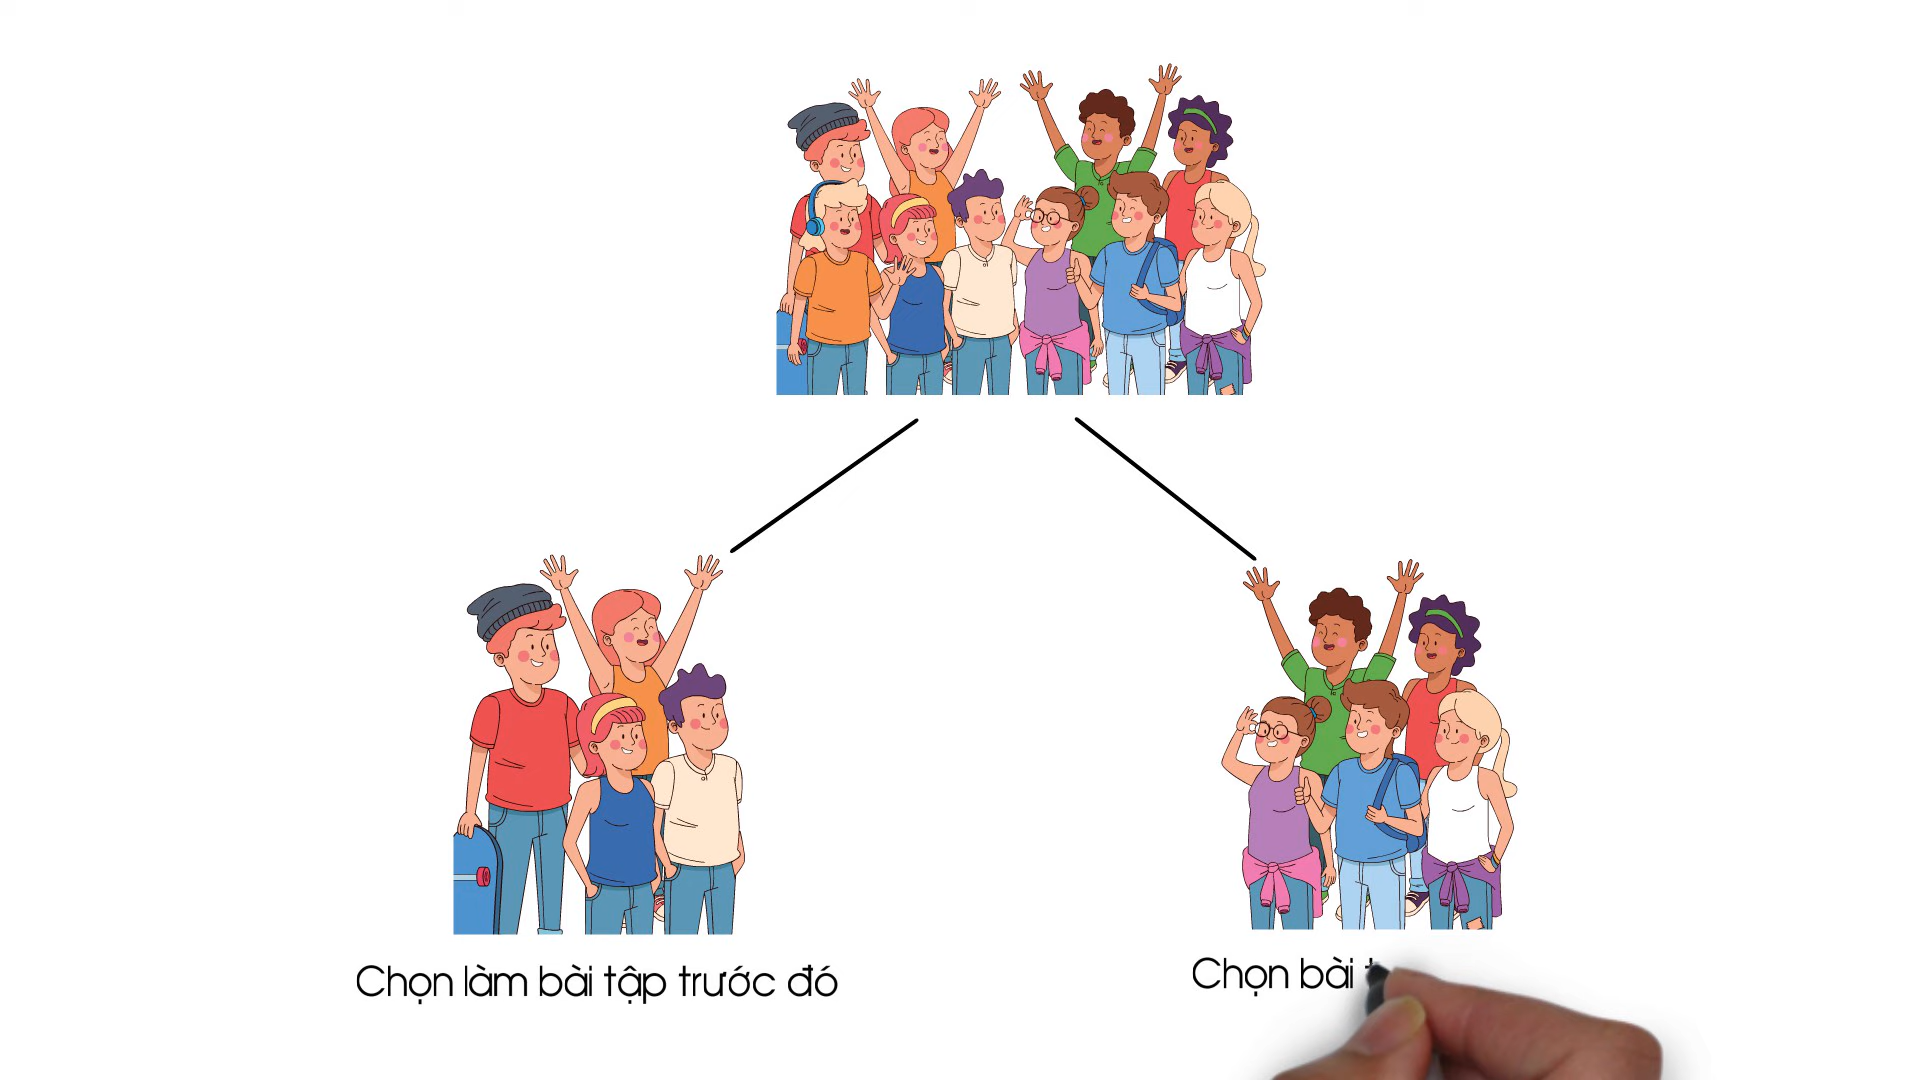 Chọn làm bài tập trước đó
Chọn bài